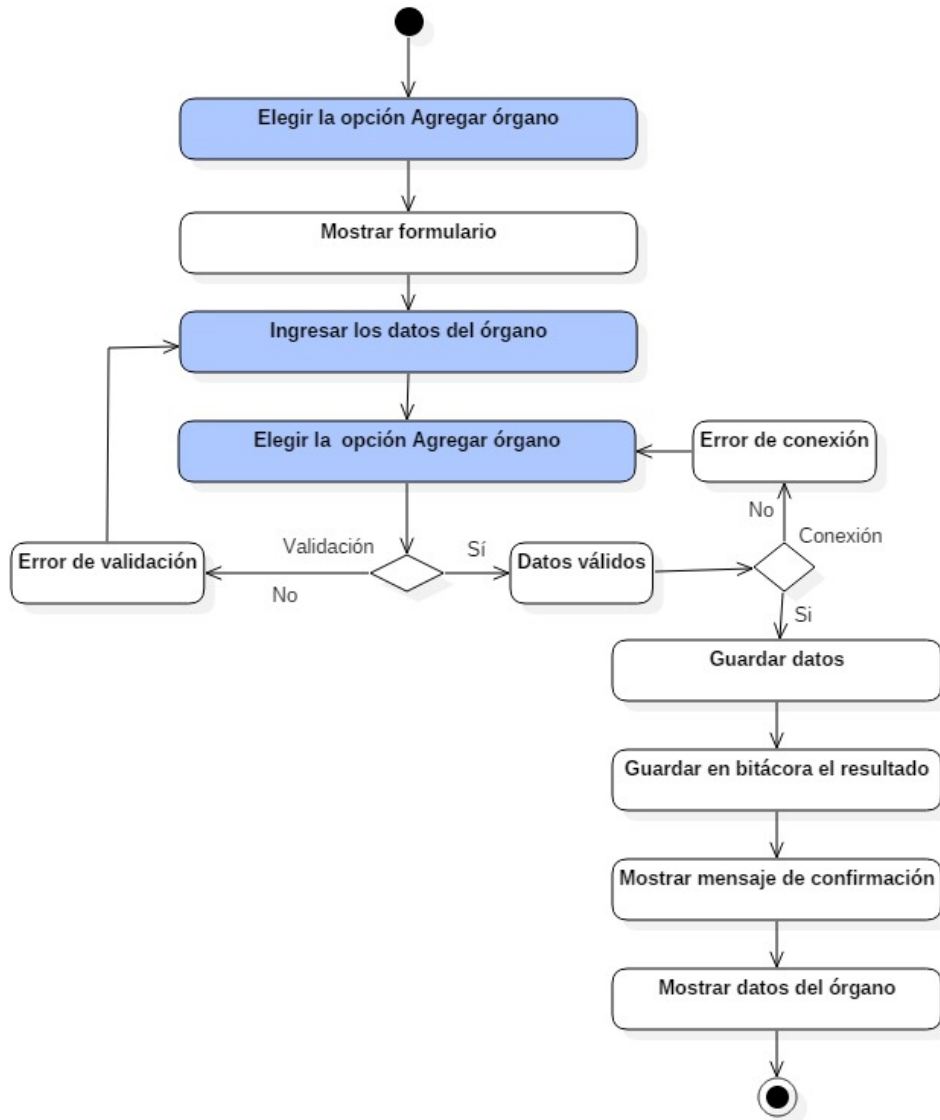 Elegir la opción Agregar órgano
Mostrar formulario
Ingresar los datos del órgano
Elegir la opción Agregar órgano
Error de conexión
No
Conexión
Validación
Sí
Error de validación
Datos válidos
No
Si
Guardar datos
Guardar en bitácora el resultado
Mostrar mensaje de confirmación
Mostrar datos del órgano